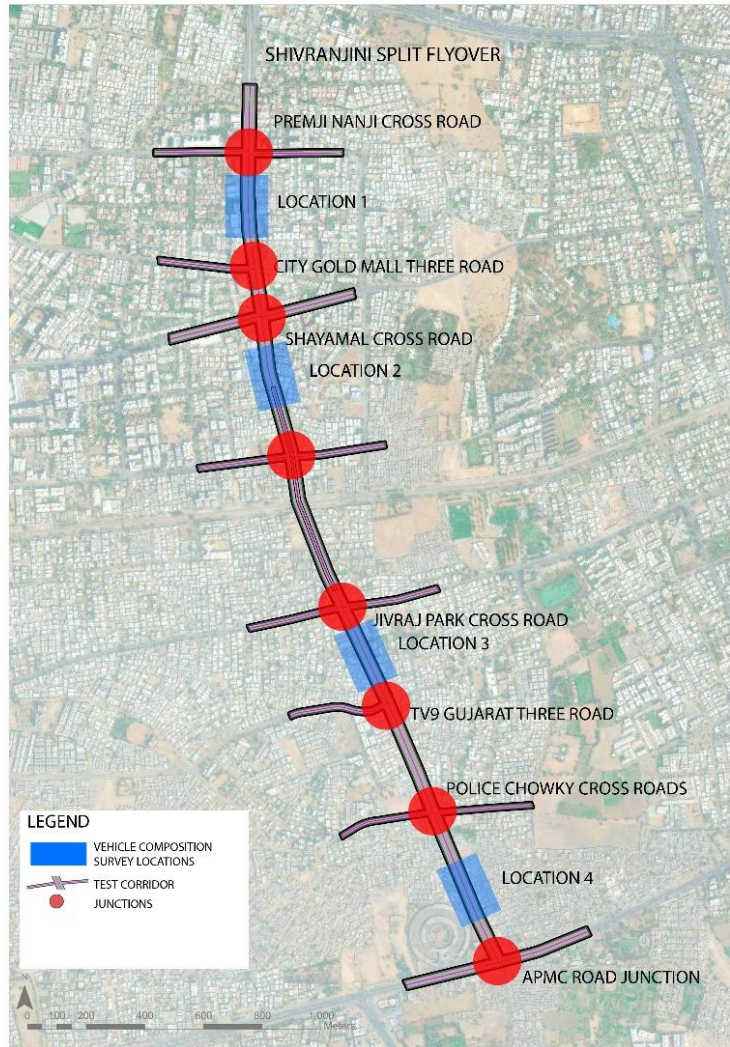 SHIVRANJINI SPLIT FLYOVER
PREMJI NANJI CROSS ROAD
LOCATION 1
CITY GOLD MALL THREE ROAD
SHAYAMAL CROSS ROAD
LOCATION 2
JIVRAJ PARK CROSS ROAD
LOCATION 3
TV9 GUJARAT THREE ROAD
POLICE CHOWKY CROSS ROADS
LOCATION 4
APMC ROAD JUNCTION
LEGEND
VEHICLE COMPOSITION
SURVEY LOCATIONS
TEST CORRIDOR
JUNCTIONS
N
0 100 200 400 600 800 1,000
Meters